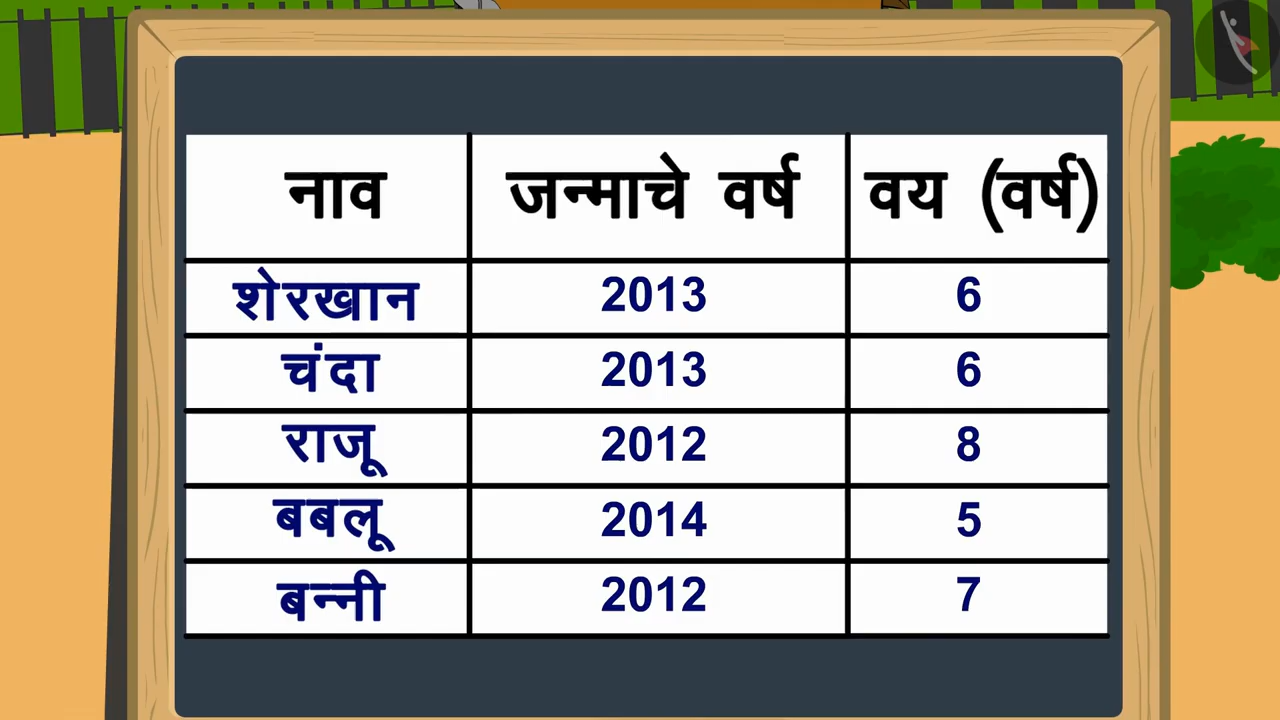 नाव जन्माचे वर्ष वय (वर्ष)
शेरखान 2013 6
चंदा 2013 6
राजू 2012 8
बबलू 2014 5
बन्नी 2012 7